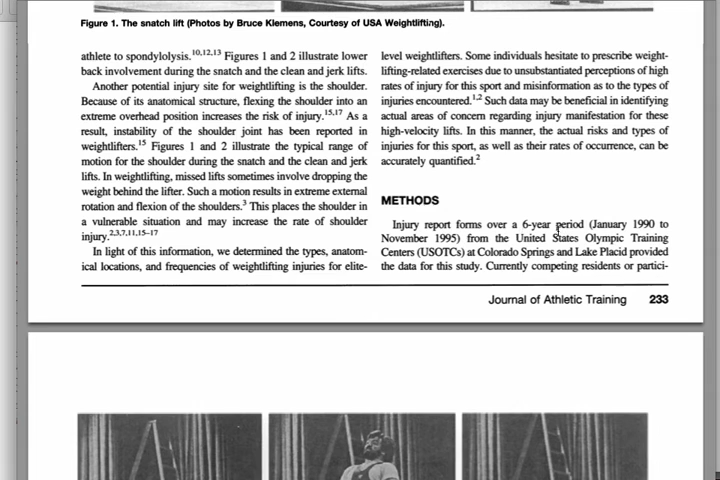 Figure 1. The snatch lift (Photos by Bruce Klemens, Courtesy of USA Weightlifting).
athlete to spondylolysis.10,12,13 Figures 1 and 2 illustrate lower
back involvement during the snatch and the clean and jerk lifts.
Another potential injury site for weightlifting is the shoulder.
Because of its anatomical structure, flexing the shoulder into an
extreme overhead position increases the risk of injury.15,17 As a
result, instability of the shoulder joint has been reported in
weightlifters.15 Figures 1 and 2 illustrate the typical range of
motion for the shoulder during the snatch and the clean and jerk
lifts. In weightlifting, missed lifts sometimes involve dropping the
weight behind the lifter. Such a motion results in extreme external
rotation and flexion of the shoulders.3 This places the shoulder in
a vulnerable situation and may increase the rate of shoulder
injury.2,3,7,11,15–17
In light of this information, we determined the types, anatom-
ical locations, and frequencies of weightlifting injuries for elite-
level weightlifters. Some individuals hesitate to prescribe weight-
lifting-related exercises due to unsubstantiated perceptions of high
rates of injury for this sport and misinformation as to the types of
injuries encountered.1,2 Such data may be beneficial in identifying
actual areas of concern regarding injury manifestation for these
high-velocity lifts. In this manner, the actual risks and types of
injuries for this sport, as well as their rates of occurrence, can be
accurately quantified.2
METHODS
Injury report forms over a 6-year period (January 1990 to
November 1995) from the United States Olympic Training
Centers (USOTCs) at Colorado Springs and Lake Placid provided
the data for this study. Currently competing residents or partici-
Journal of Athletic Training 233